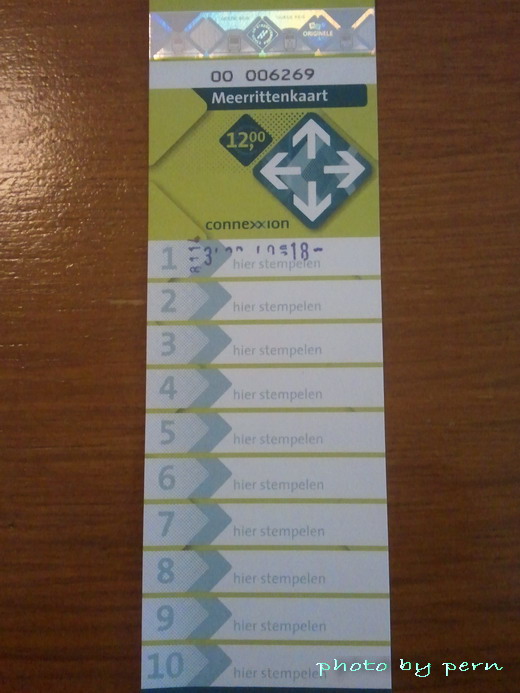 ORIGINELE
00 006269
Meerrittenkaart
12,00
connexxion
1 hier stempelen
2 hier stempelen
3 hier stempelen
4 hier stempelen
5 hier stempelen
6 hier stempelen
7 hier stempelen
8 hier stempelen
9 hier stempelen
10 hier stempelen
photo by pern